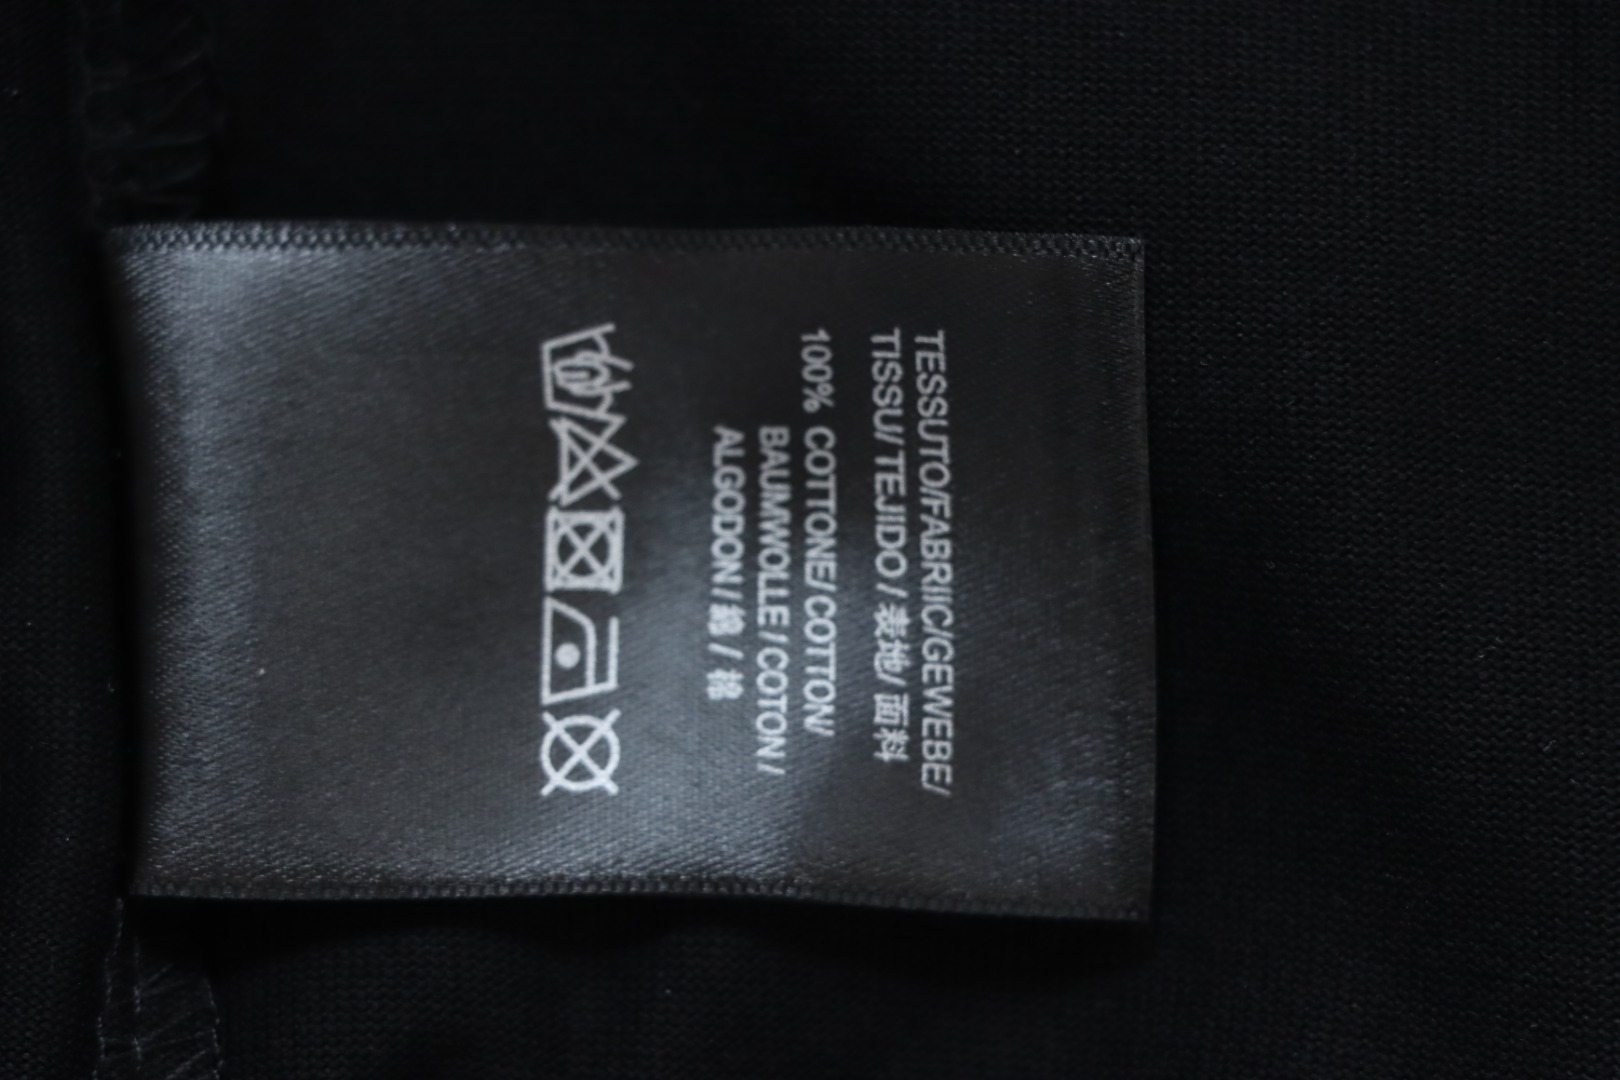 TESSUTO/FABRIIC/GEWEBE/
TISSU/ TEJIDO / 表地/ 面料
100% COTTONE/ COTTON/
BAUMWOLLE / COTON /
ALGODON / 綿 / 棉